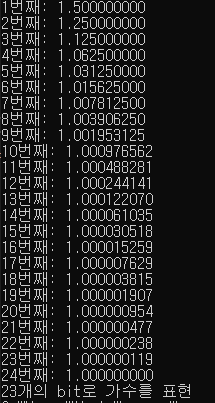 1번째: 1.500000000
2번째: 1.250000000
3번째: 1.125000000
4번째: 1.062500000
5번째: 1.031250000
6번째: 1.015625000
7번째: 1.007812500
8번째: 1.003906250
9번째: 1.001953125
10번째: 1.000976562
11번째: 1.000488281
12번째: 1.000244141
13번째: 1.000122070
14번째: 1.000061035
15번째: 1.000030518
16번째: 1.000015259
17번째: 1.000007629
18번째: 1.000003815
19번째: 1.000001907
20번째: 1.000000954
21번째: 1.000000477
22번째: 1.000000238
23번째: 1.000000119
24번째: 1.000000000
23개의 bit로 가수를 표현